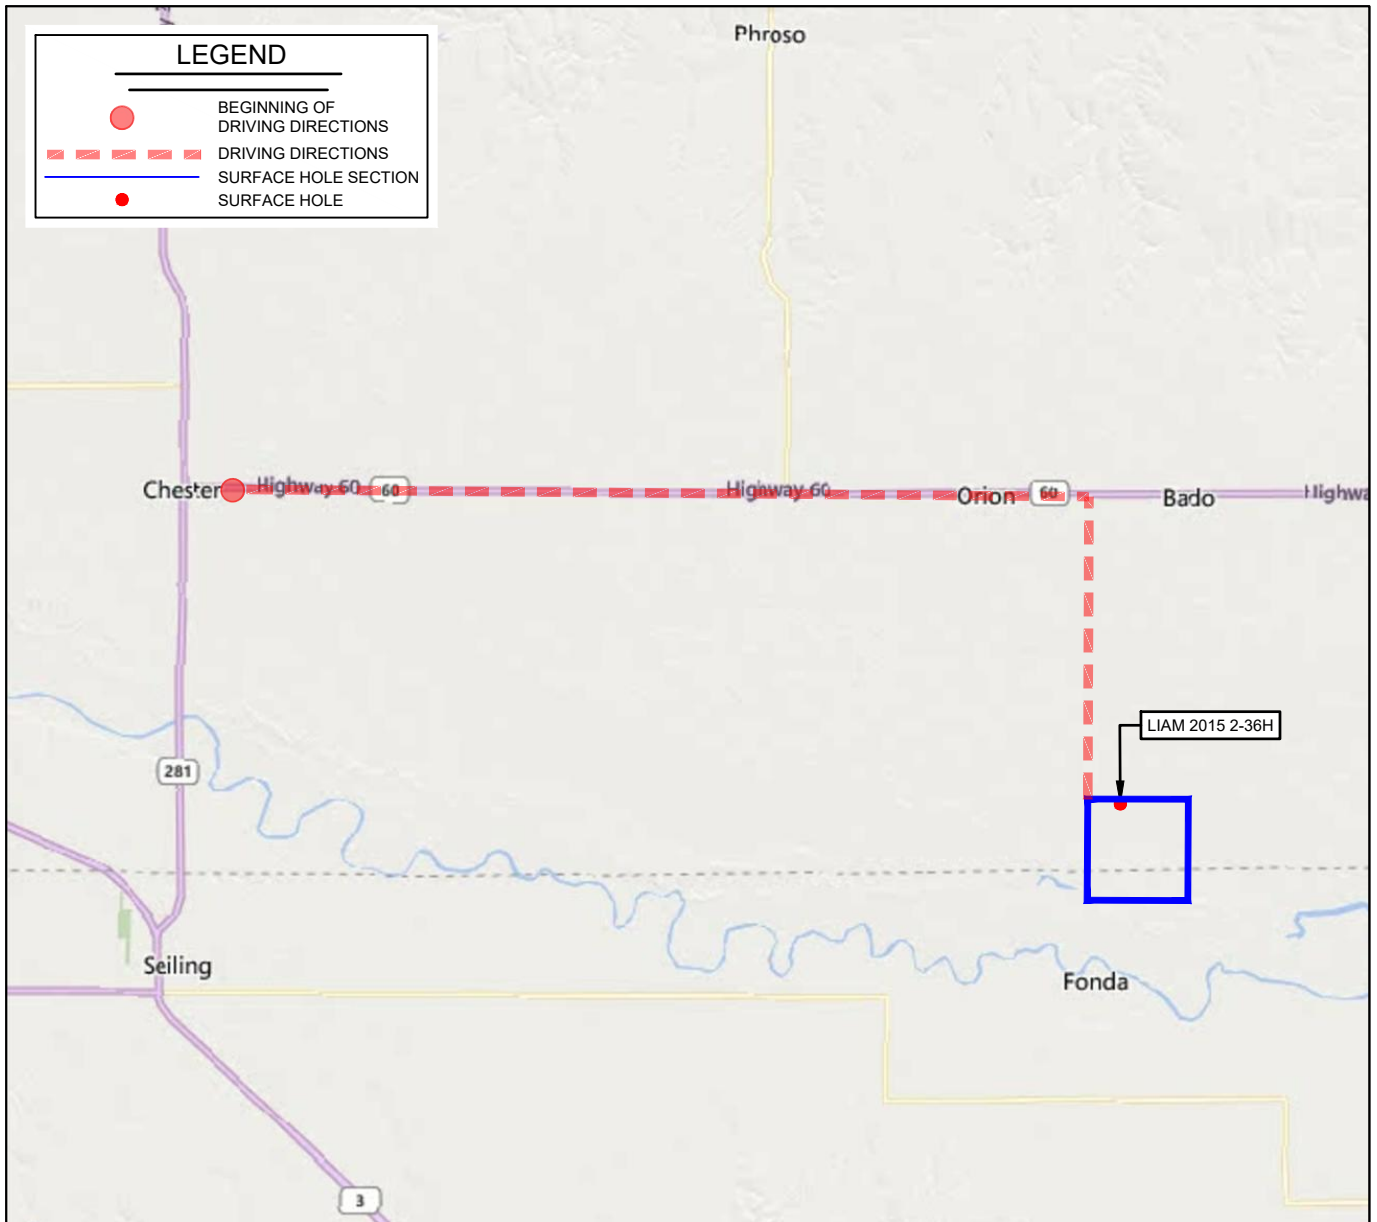 Phroso
LEGEND
BEGINNING OF
DRIVING DIRECTIONS
DRIVING DIRECTIONS
SURFACE HOLE SECTION
SURFACE HOLE
Chester
Highway 60
60
Highway 60
Orion
60
Bado
Highwa
LIAM 2015 2-36H
281
Seiling
Fonda
3